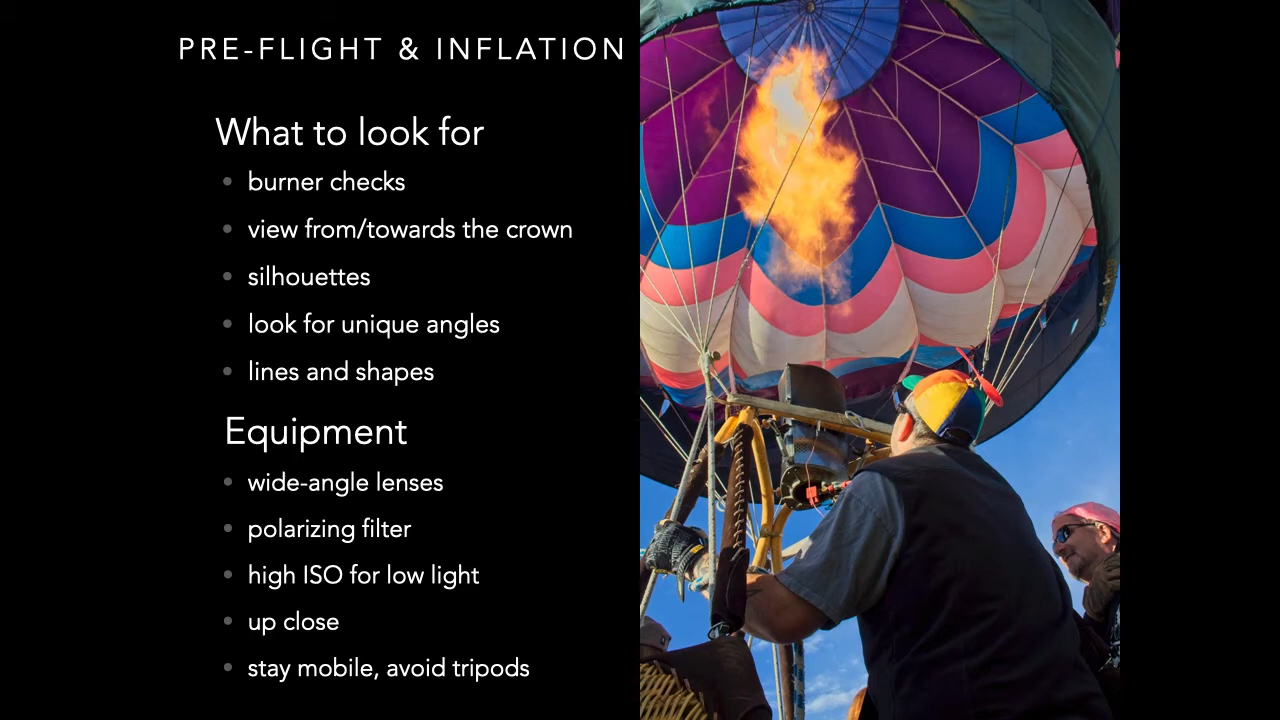 PRE-FLIGHT & INFLATION
What to look for
burner checks
view from/towards the crown
silhouettes
look for unique angles
lines and shapes
Equipment
wide-angle lenses
polarizing filter
high ISO for low light
up close
stay mobile, avoid tripods